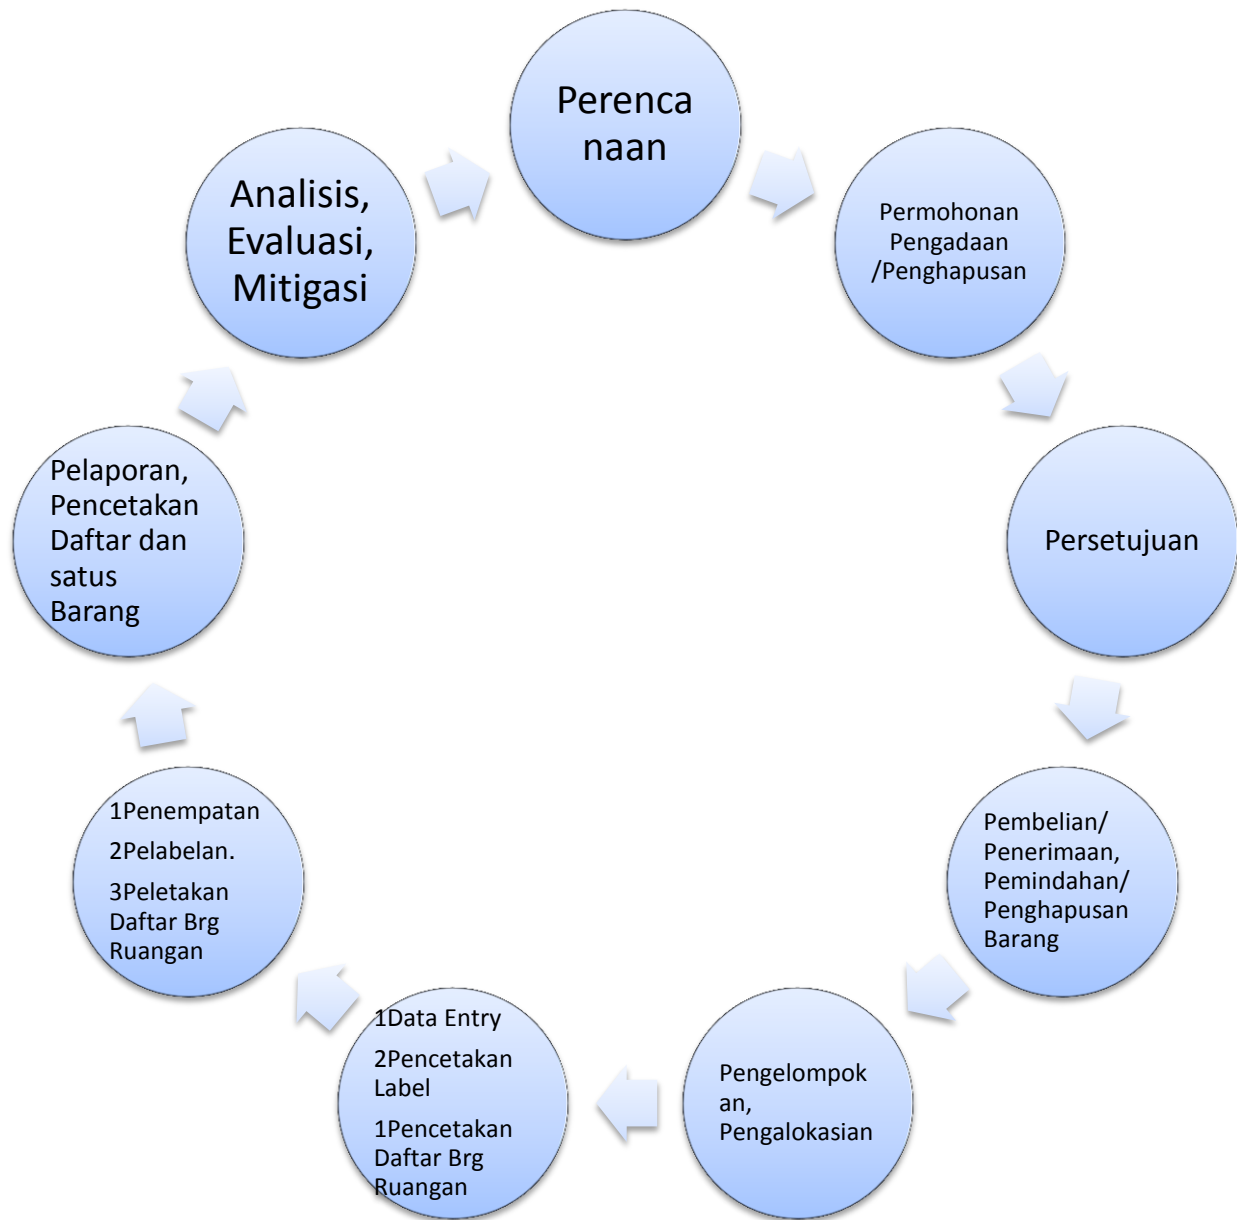 Perenca
naan
Permohonan
Pengadaan
/Penghapusan
Persetujuan
Pembelian/
Penerimaan,
Pemindahan/
Penghapusan
Barang
Pengelompok
an,
Pengalokasian
1Data Entry
2Pencetakan
Label
1Pencetakan
Daftar Brg
Ruangan
1Penempatan
2Pelabelan.
3Peletakan
Daftar Brg
Ruangan
Pelaporan,
Pencetakan
Daftar dan
satus
Barang
Analisis,
Evaluasi,
Mitigasi